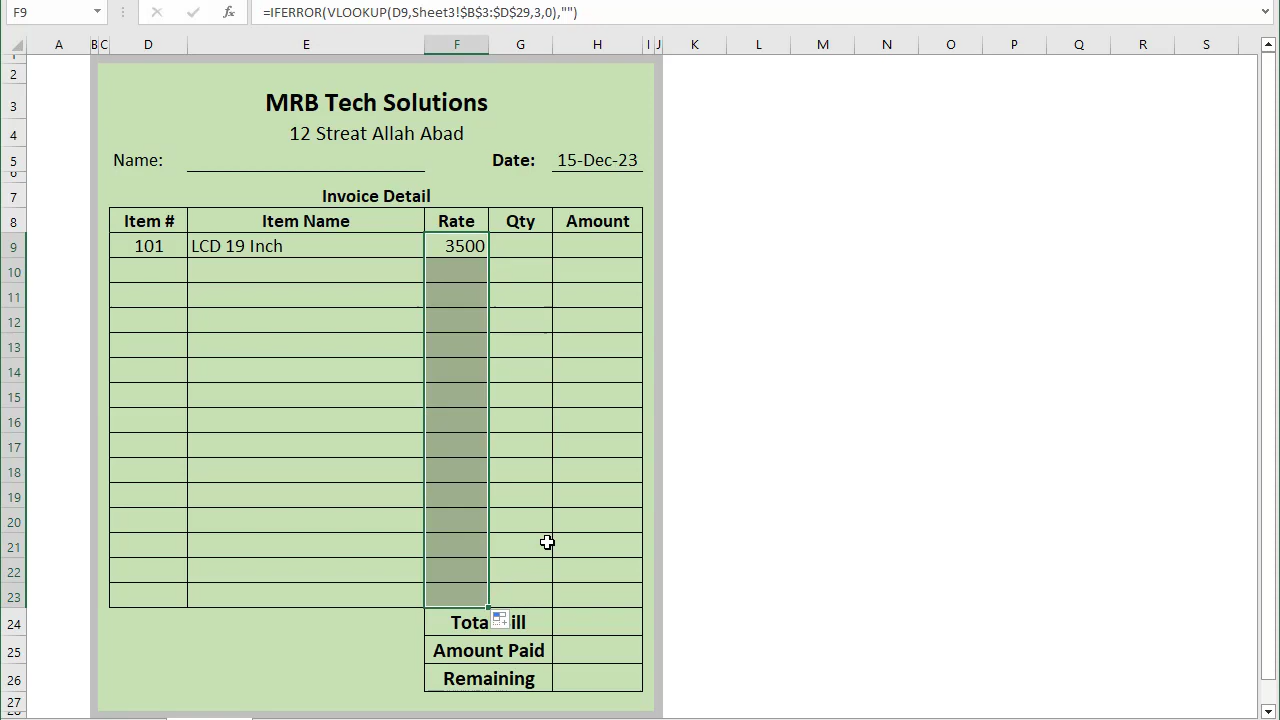 F9 =IFERROR(VLOOKUP(D9,Sheet3!$B$3:$D$29,3,0),"")
A B C D E F G H I J K L M N O P Q R S
2
3 MRB Tech Solutions
4 12 Streat Allah Abad
5 Name: Date: 15-Dec-23
6
7 Invoice Detail
8 Item # Item Name Rate Qty Amount
9 101 LCD 19 Inch 3500
10
11
12
13
14
15
16
17
18
19
20
21
22
23
24 Tota ill
25 Amount Paid
26 Remaining
27